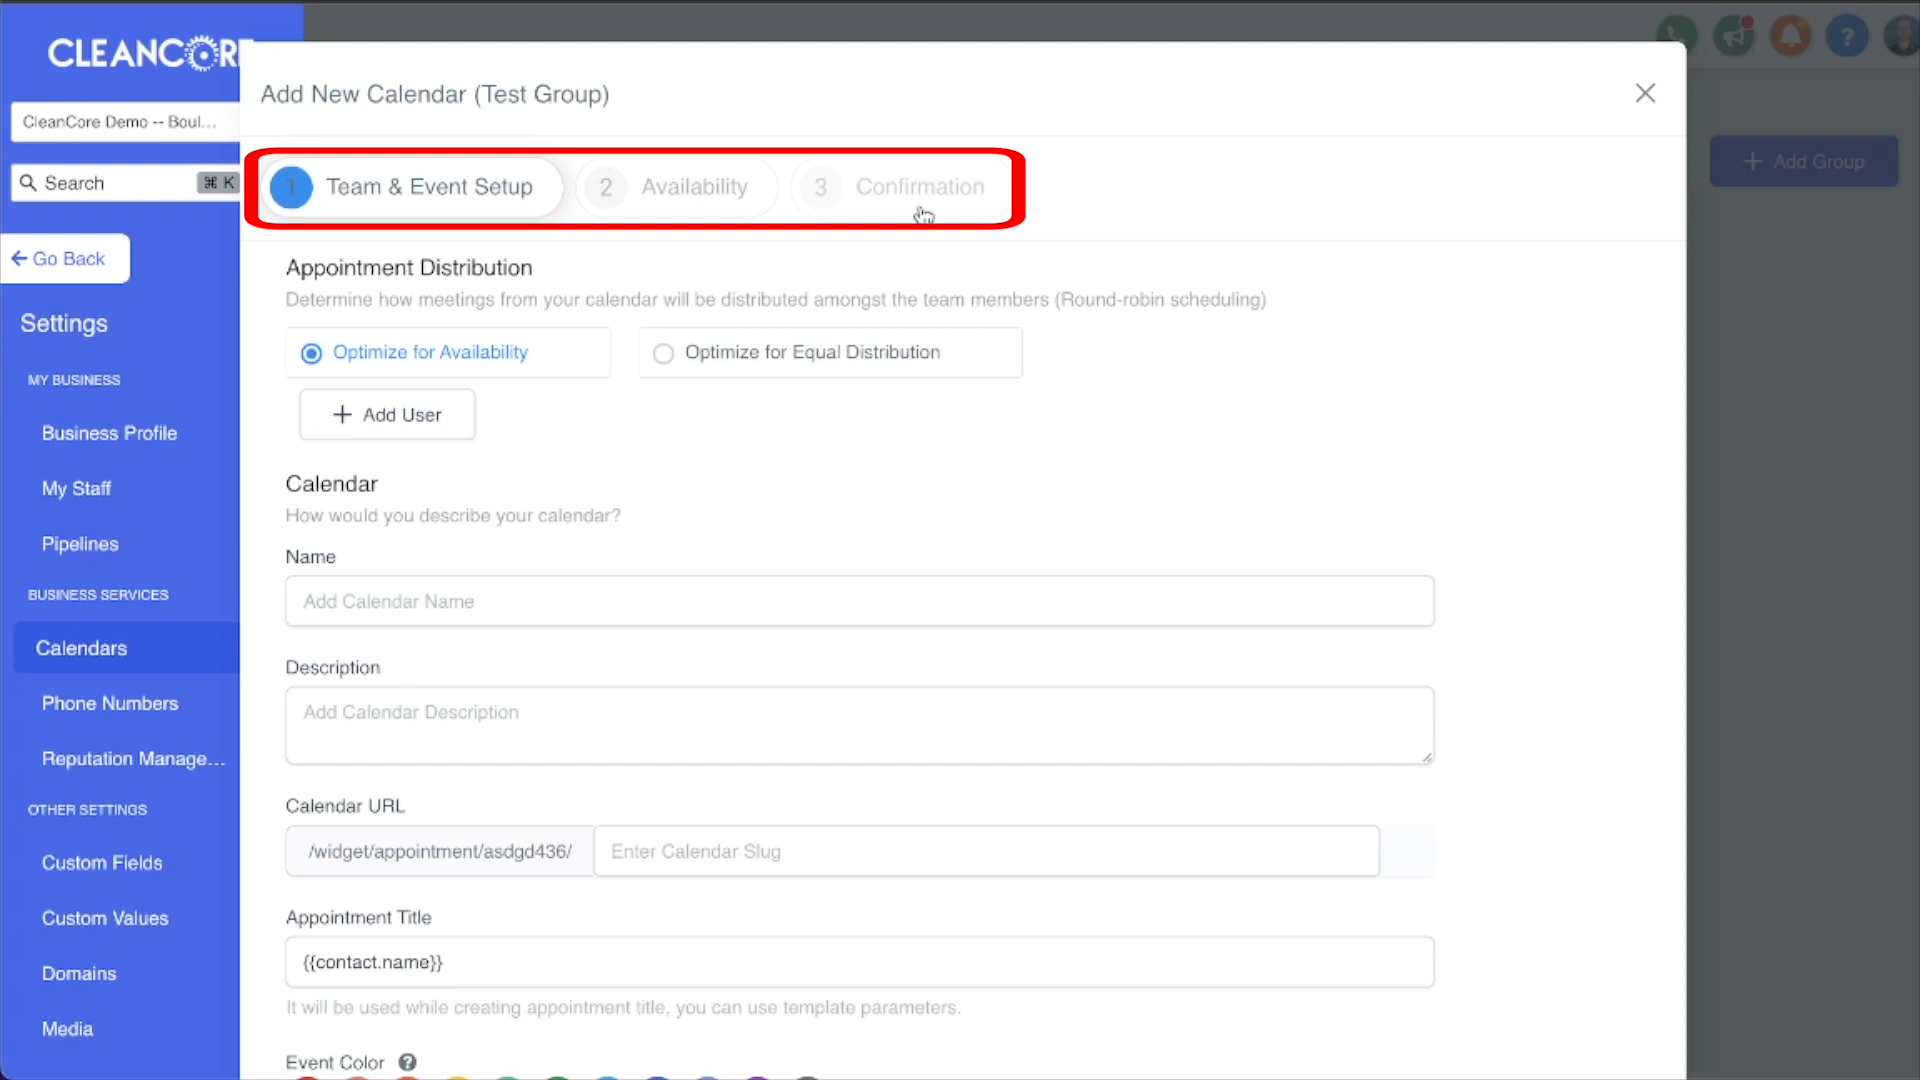 CLEANCOR
CleanCore Demo -- Boul...
Search
⌘ K
Go Back
Settings
MY BUSINESS
Business Profile
My Staff
Pipelines
BUSINESS SERVICES
Calendars
Phone Numbers
Reputation Manage...
OTHER SETTINGS
Custom Fields
Custom Values
Domains
Media
Add New Calendar (Test Group)
1 Team & Event Setup
2 Availability
3 Confirmation
Appointment Distribution
Determine how meetings from your calendar will be distributed amongst the team members (Round-robin scheduling)
Optimize for Availability
Optimize for Equal Distribution
+ Add User
Calendar
How would you describe your calendar?
Name
Add Calendar Name
Description
Add Calendar Description
Calendar URL
/widget/appointment/asdgd436/
Enter Calendar Slug
Appointment Title
{{contact.name}}
It will be used while creating appointment title, you can use template parameters.
Event Color ?
?
+ Add Group